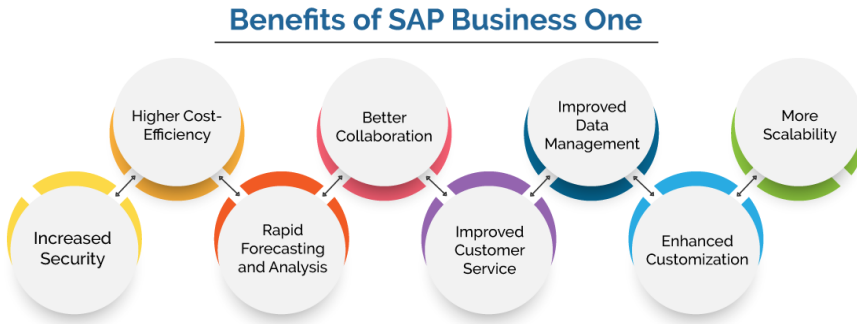 Benefits of SAP Business One
Increased
Security
Higher Cost-
Efficiency
Rapid
Forecasting
and Analysis
Better
Collaboration
Improved
Customer
Service
Improved
Data
Management
Enhanced
Customization
More
Scalability